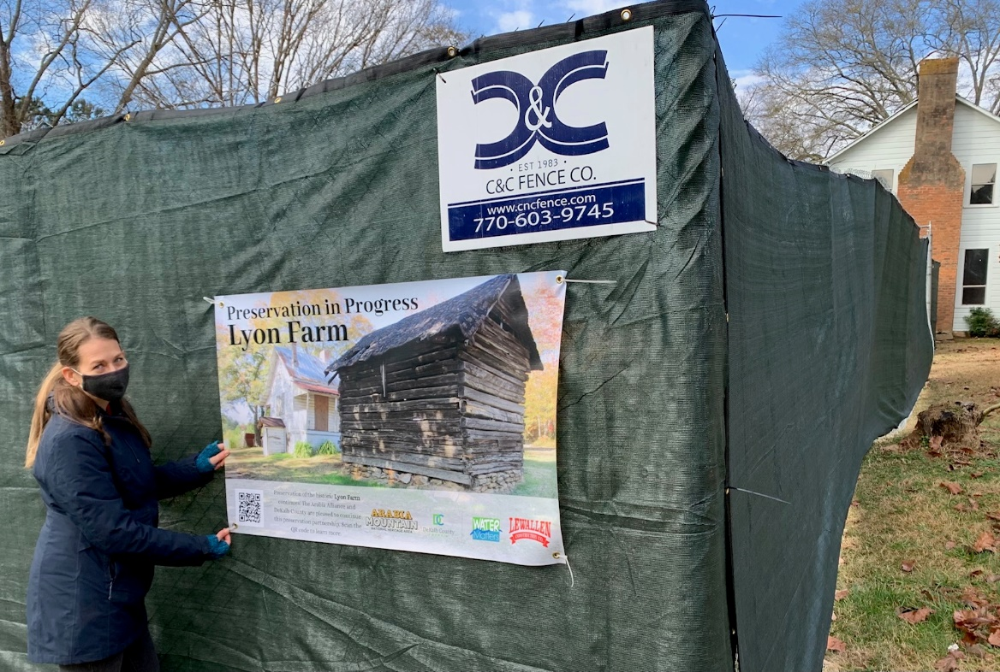 C&C
• EST 1983 •
C&C FENCE CO.
www.cncfence.com
770-603-9745
Preservation in Progress
Lyon Farm
Preservation of the historic Lyon Farm
continues! The Arabia Alliance and
DeKalb County are pleased to continue
this preservation partnership. Scan the
QR code to learn more.
ARABIA
MOUNTAIN
NATIONAL HERITAGE AREA
DC
DeKalb County
WATER
Matters
LEWALLEN